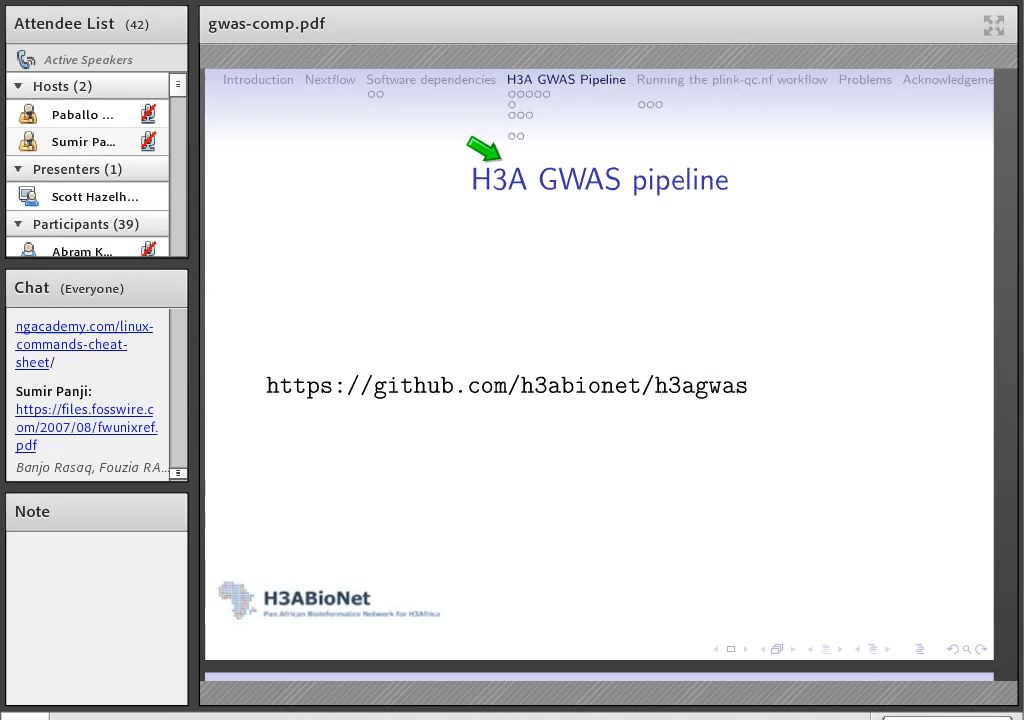 Attendee List (42)
Active Speakers
Hosts (2)
Paballo ...
Sumir Pa...
Presenters (1)
Scott Hazelh...
Participants (39)
Abram K...
Chat (Everyone)
ngacademy.com/linux-
commands-cheat-
sheet/
Sumir Panji:
https://files.fosswire.c
om/2007/08/fwunixref.
pdf
Banjo Rasaq, Fouzia RA...
Note
gwas-comp.pdf
Introduction Nextflow Software dependencies H3A GWAS Pipeline Running the plink-qc.nf workflow Problems Acknowledgeme
H3A GWAS pipeline
https://github.com/h3abionet/h3agwas
H3ABioNet
Pan African Bioinformatics Network for H3Africa